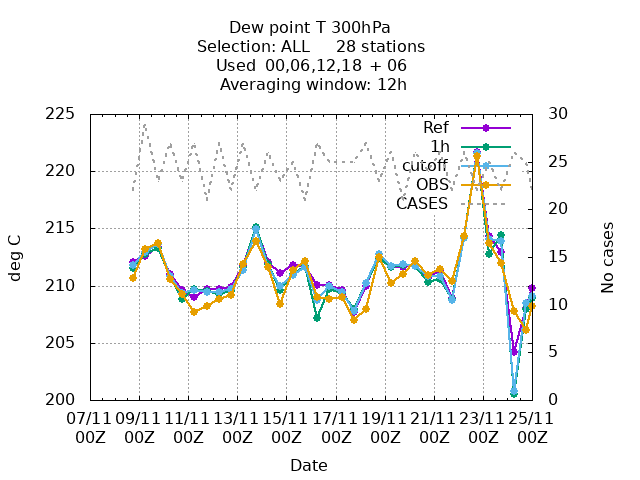 Dew point T 300hPa
Selection: ALL 28 stations
Used 00,06,12,18 + 06
Averaging window: 12h
225
220
215
210
205
200
deg C
30
25
20
15
10
5
0
No cases
Ref
1h
cutoff
OBS
CASES
07/11 09/11 11/11 13/11 15/11 17/11 19/11 21/11 23/11 25/11
00Z 00Z 00Z 00Z 00Z 00Z 00Z 00Z 00Z 00Z
Date